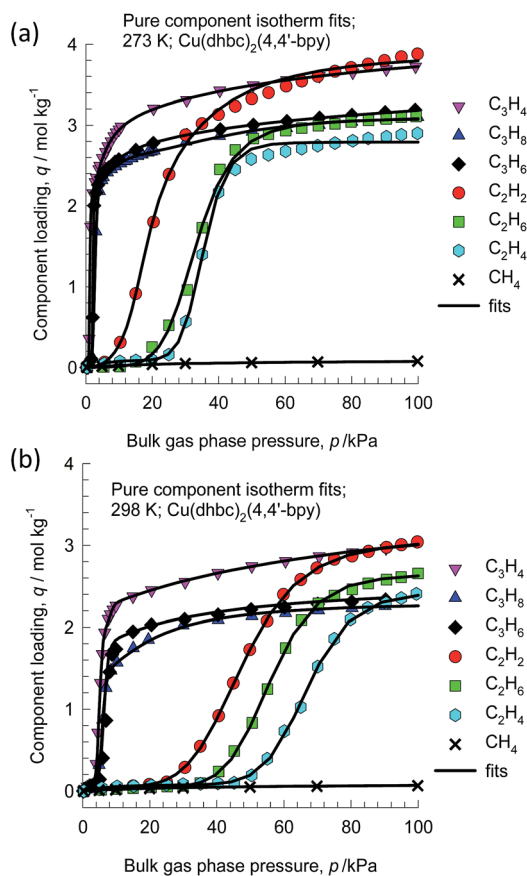 (a)
Pure component isotherm fits;
273 K; Cu(dhbc)2(4,4'-bpy)
Component loading, q / mol kg-1
4
3
2
1
0
0 20 40 60 80 100
Bulk gas phase pressure, p /kPa
C3H4
C3H8
C3H6
C2H2
C2H6
C2H4
CH4
fits
(b)
Pure component isotherm fits;
298 K; Cu(dhbc)2(4,4'-bpy)
Component loading, q / mol kg-1
4
3
2
1
0
0 20 40 60 80 100
Bulk gas phase pressure, p /kPa
C3H4
C3H8
C3H6
C2H2
C2H6
C2H4
CH4
fits